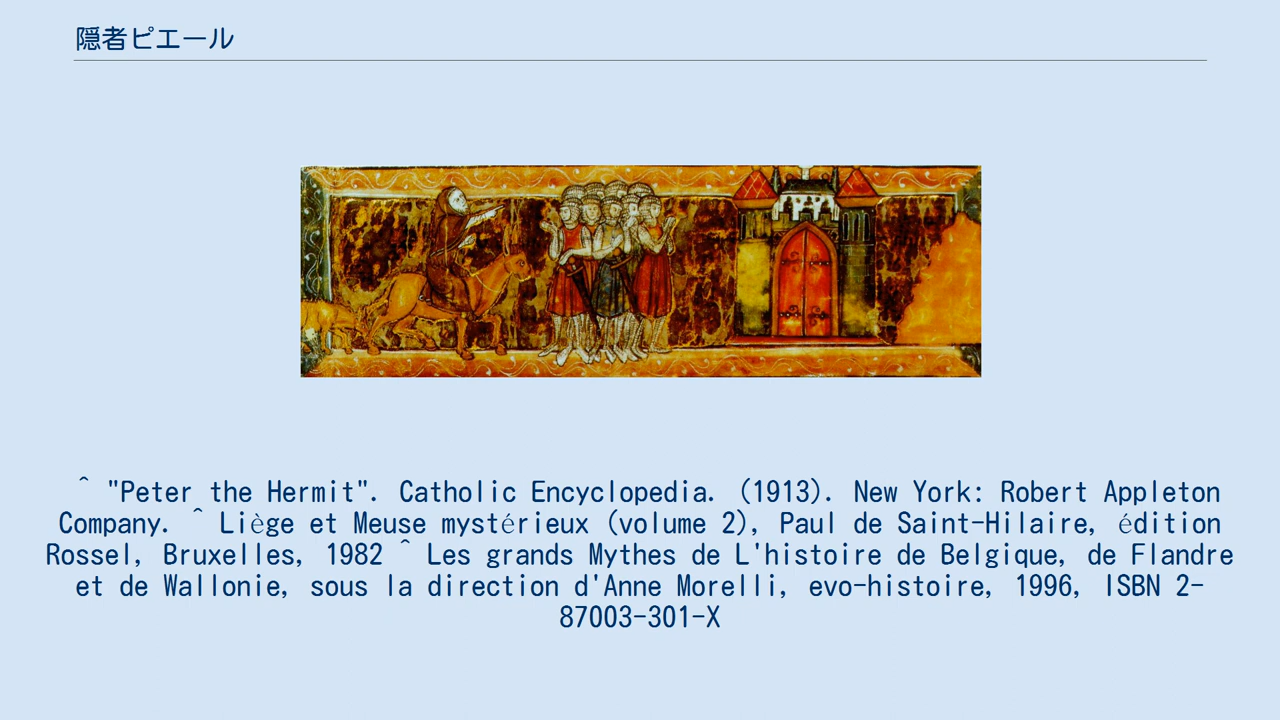 隠者ピエール
^ "Peter the Hermit". Catholic Encyclopedia. (1913). New York: Robert Appleton
Company. ^ Liège et Meuse mystérieux (volume 2), Paul de Saint-Hilaire, édition
Rossel, Bruxelles, 1982 ^ Les grands Mythes de L'histoire de Belgique, de Flandre
et de Wallonie, sous la direction d'Anne Morelli, evo-histoire, 1996, ISBN 2-
87003-301-X